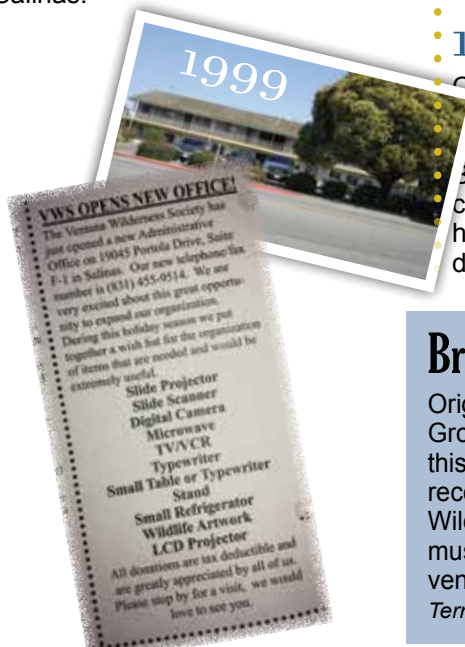 Salinas.
1999
VWS OPENS NEW OFFICE!
The Ventana Wilderness Society has
just opened a new Administrative
Office on 19045 Portola Drive, Suite
F-1 in Salinas. Our new telephone/fax
number is (831) 455-9514. We are
very excited about this great opportu-
nity to expand our organization.
During this holiday season we put
together a wish list for the organization
of items that are needed and would be
extremely useful.
Slide Projector
Slide Scanner
Digital Camera
Microwave
TV/VCR
Typewriter
Small Table or Typewriter
Stand
Small Refrigerator
Wildlife Artwork
LCD Projector
All donations are tax deductible and
are greatly appreciated by all of us.
Please stop by for a visit, we would
love to see you.
c
h
d
Br
Orig
Gro
this
rece
Wild
mus
ven
Terr